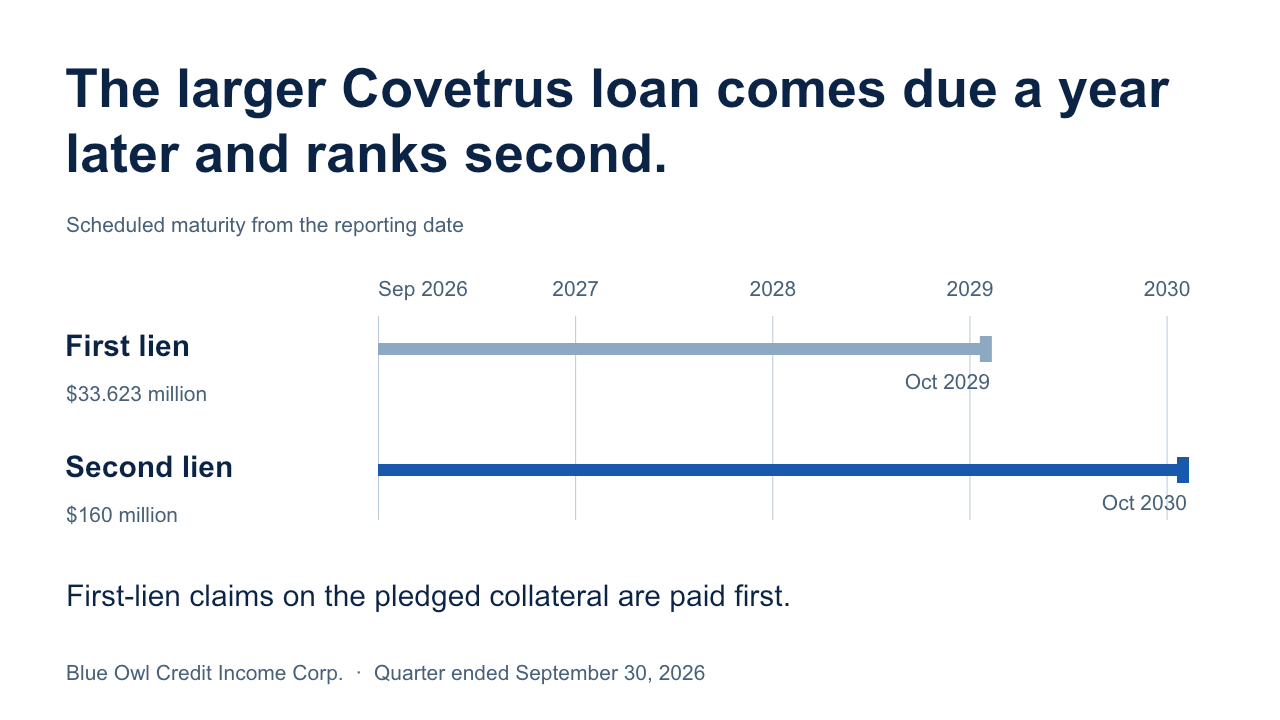 The larger Covetrus loan comes due a year
later and ranks second.
Scheduled maturity from the reporting date
Sep 2026 2027 2028 2029 2030
First lien
$33.623 million
Oct 2029
Second lien
$160 million
Oct 2030
First-lien claims on the pledged collateral are paid first.
Blue Owl Credit Income Corp. · Quarter ended September 30, 2026